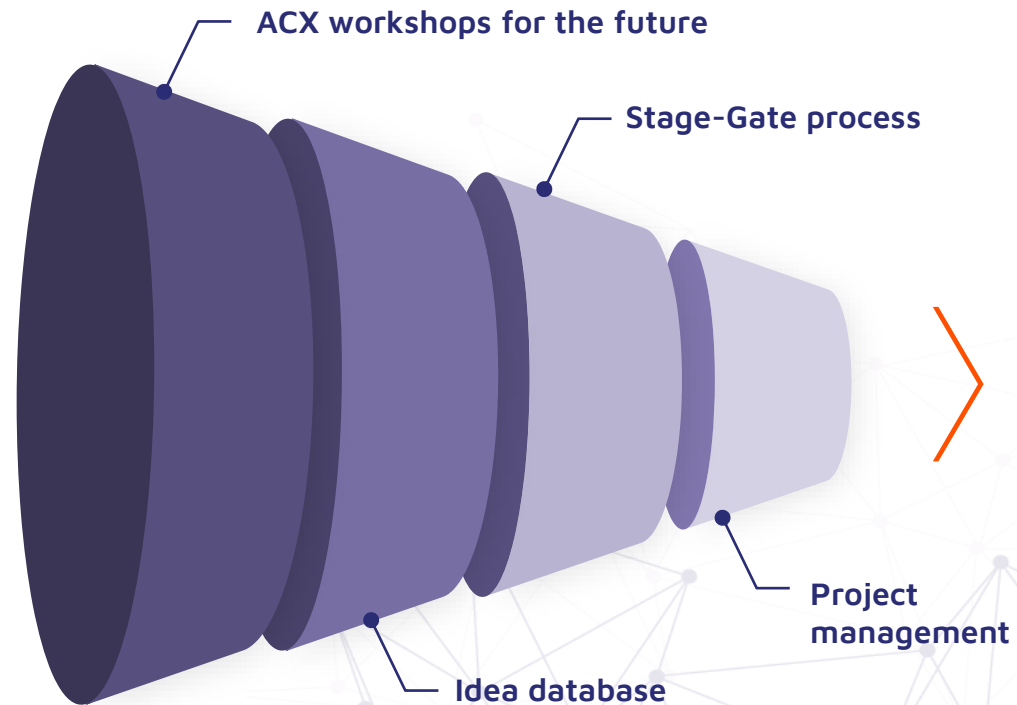 ACX workshops for the future
Stage-Gate process
Project
management
Idea database